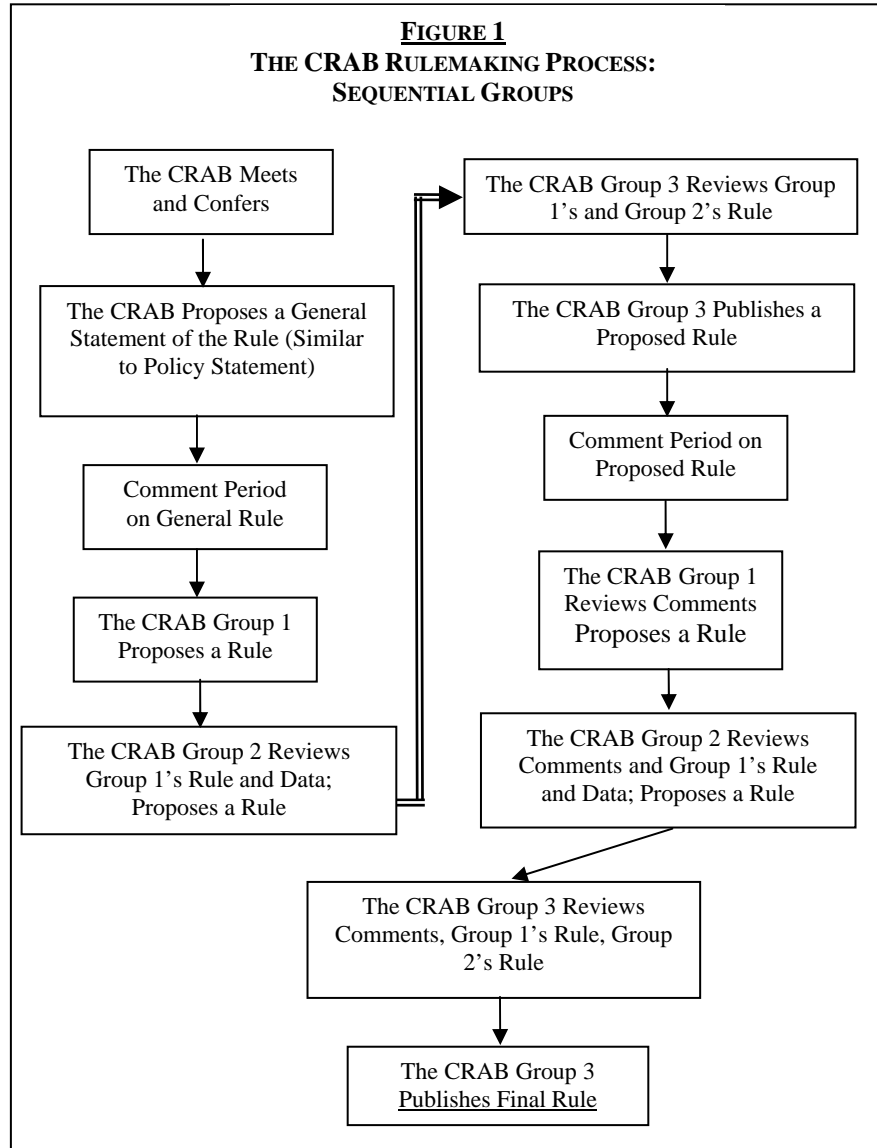 FIGURE 1
THE CRAB RULEMAKING PROCESS:
SEQUENTIAL GROUPS
The CRAB Meets
and Confers
The CRAB Proposes a General
Statement of the Rule (Similar
to Policy Statement)
Comment Period
on General Rule
The CRAB Group 1
Proposes a Rule
The CRAB Group 2 Reviews
Group 1’s Rule and Data;
Proposes a Rule
The CRAB Group 3 Reviews Group
1’s and Group 2’s Rule
The CRAB Group 3 Publishes a
Proposed Rule
Comment Period on
Proposed Rule
The CRAB Group 1
Reviews Comments
Proposes a Rule
The CRAB Group 2 Reviews
Comments and Group 1’s Rule
and Data; Proposes a Rule
The CRAB Group 3 Reviews
Comments, Group 1’s Rule, Group
2’s Rule
The CRAB Group 3
Publishes Final Rule